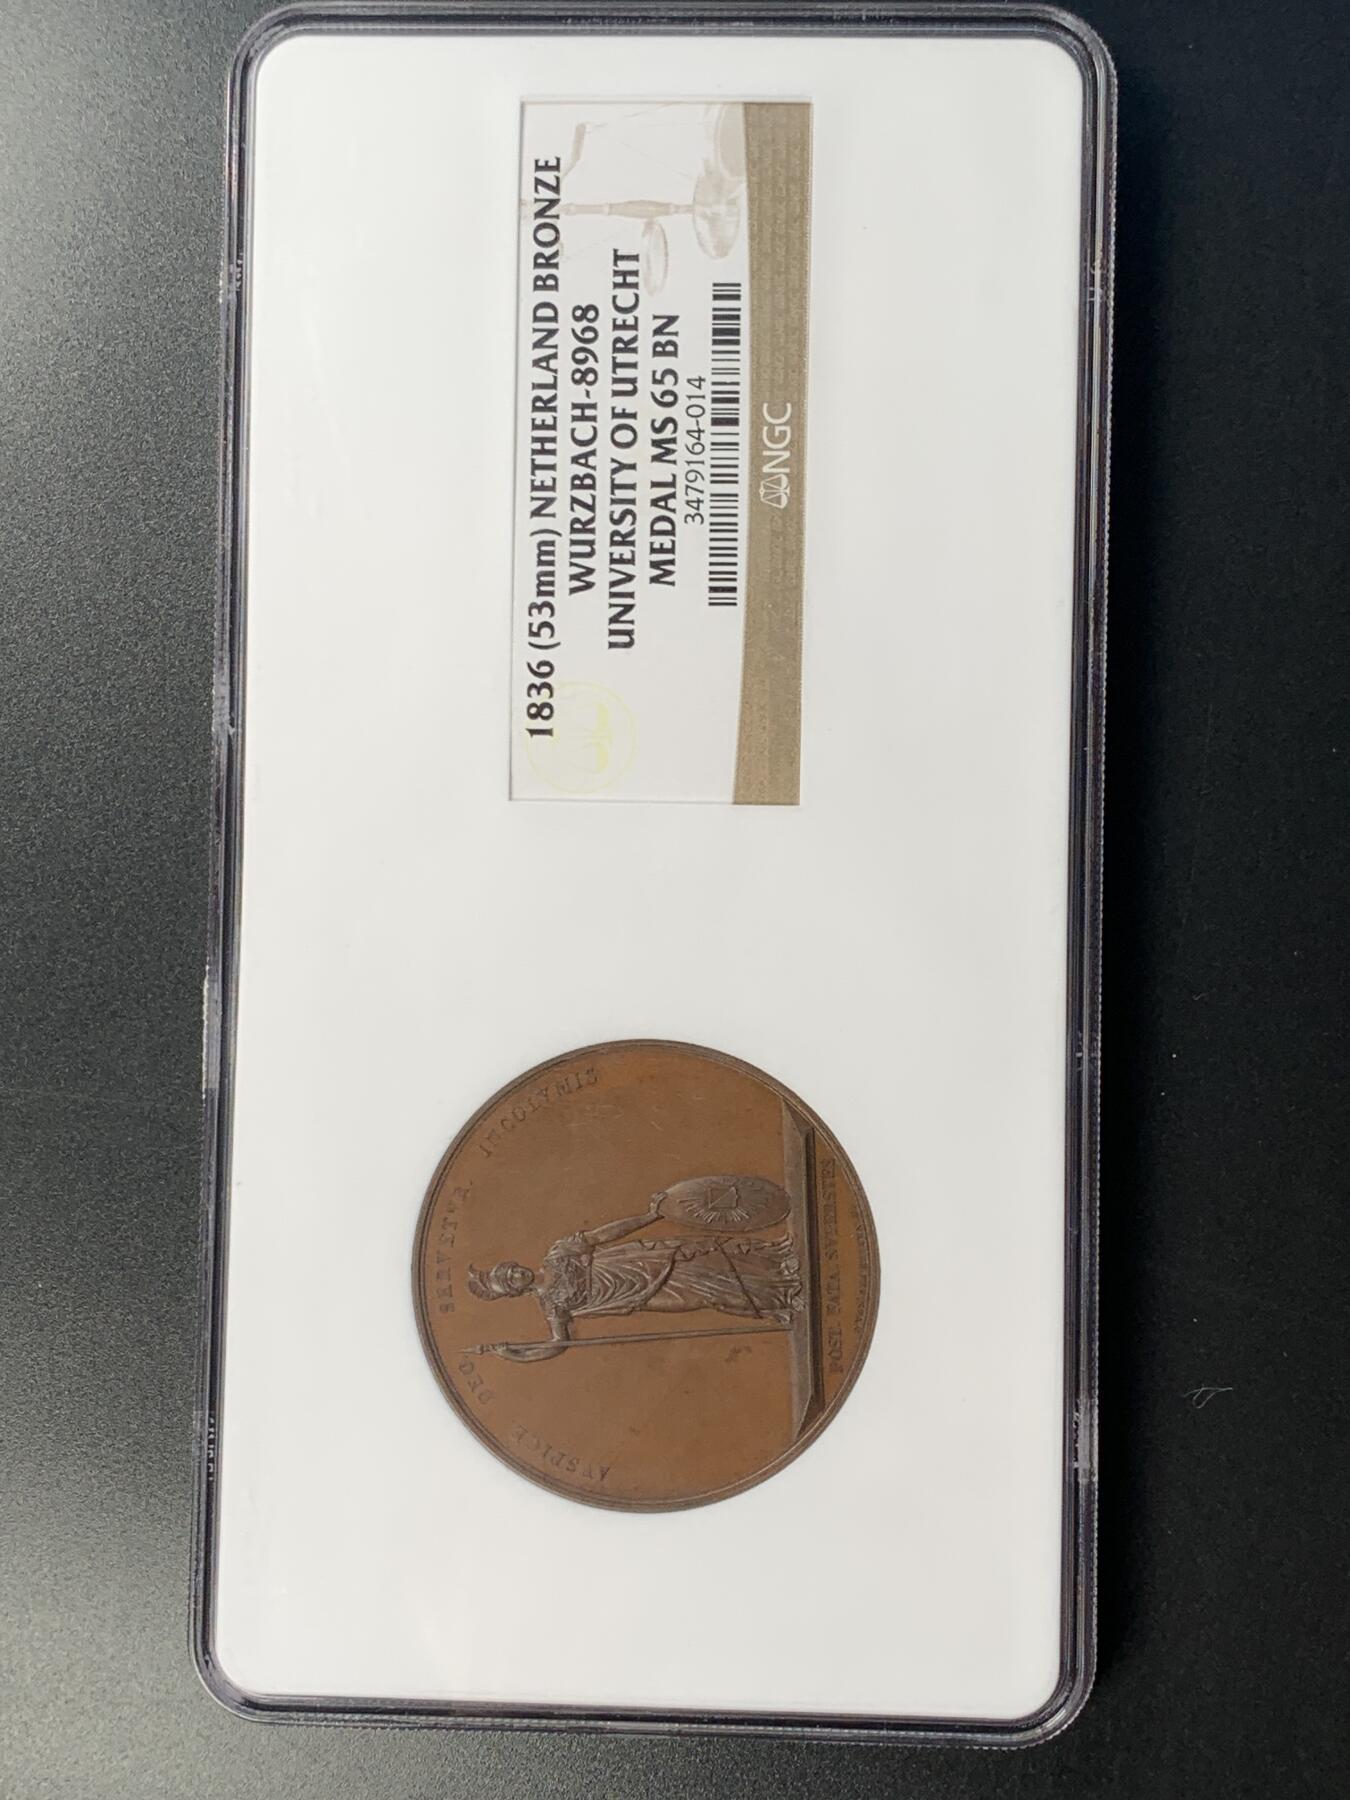 1836 (53mm) NETHERLAND BRONZE
WURZBACH-8968
UNIVERSITY OF UTRECHT
MEDAL MS 65 BN
3479164-014
NGC
AVSPICE DEO SERVETVR INCOLVMIS
POST FATA SVPERSTES